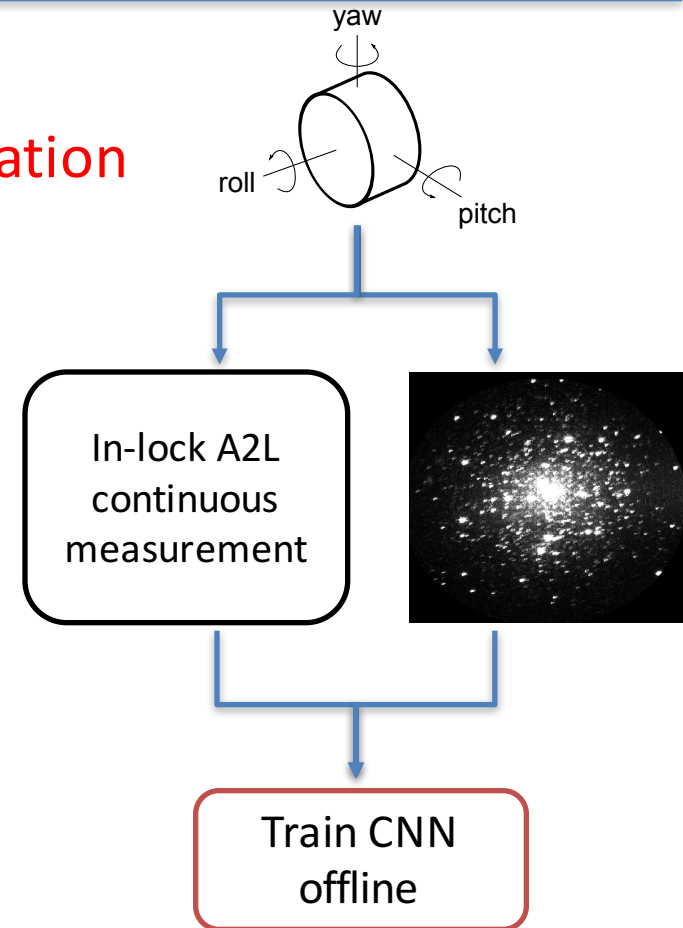 yaw
ation
roll
pitch
In-lock A2L
continuous
measurement
Train CNN
offline